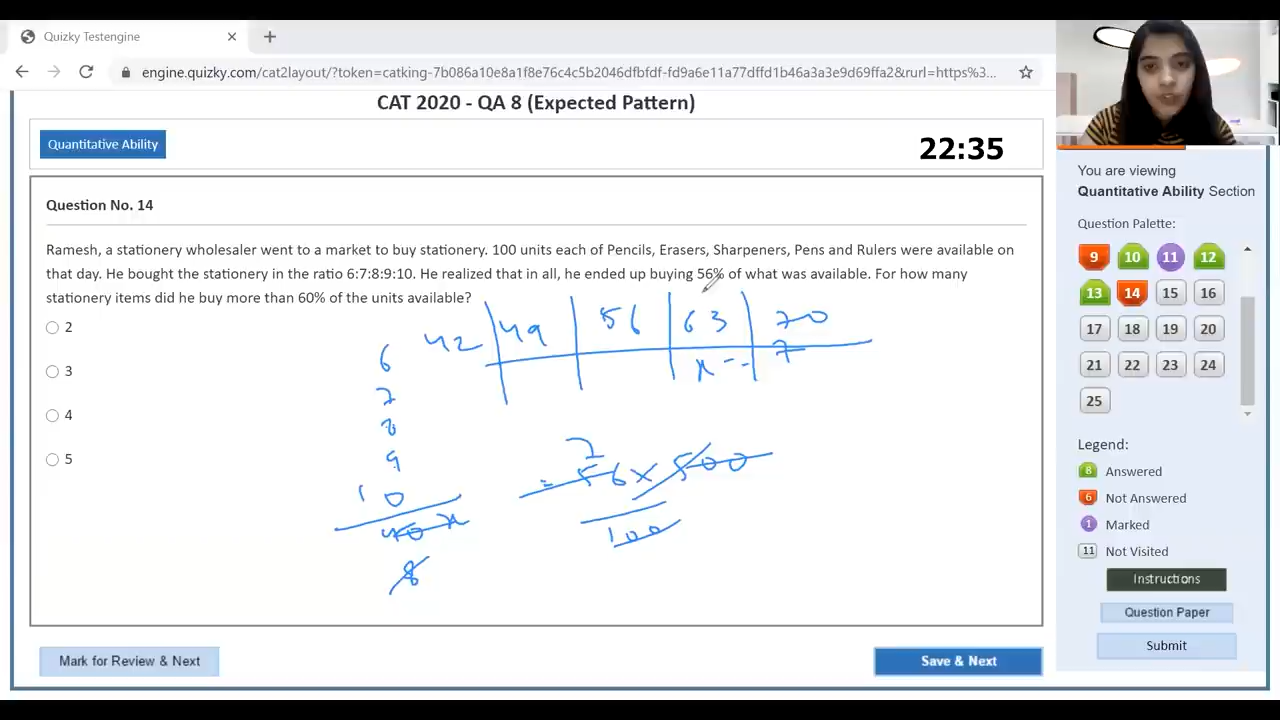 Quizky Testengine
engine.quizky.com/cat2layout/?token=catking-7b086a10e8a1f8e76c4c5b2046dfbfdf-fd9a6e11a77dffd1b46a3a3e9d69ffa2&rurl=https%3...
CAT 2020 - QA 8 (Expected Pattern)
Quantitative Ability
22:35
Question No. 14
Ramesh, a stationery wholesaler went to a market to buy stationery. 100 units each of Pencils, Erasers, Sharpeners, Pens and Rulers were available on
that day. He bought the stationery in the ratio 6:7:8:9:10. He realized that in all, he ended up buying 56% of what was available. For how many
stationery items did he buy more than 60% of the units available?
2
3
4
5
42 49 56 63 70
x = 7
6
7
8
9
10
40 x
8
7
= 56 x 500
100
Mark for Review & Next
Save & Next
You are viewing
Quantitative Ability Section
Question Palette:
9 10 11 12
13 14 15 16
17 18 19 20
21 22 23 24
25
Legend:
8 Answered
6 Not Answered
1 Marked
11 Not Visited
Instructions
Question Paper
Submit